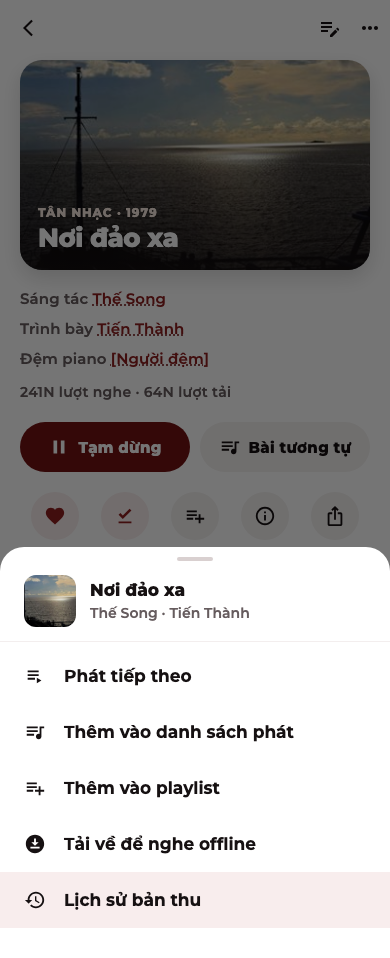 TÂN NHẠC · 1979
Nơi đảo xa
Sáng tác Thế Song
Trình bày Tiến Thành
Đệm piano [Người đệm]
241N lượt nghe · 64N lượt tải
Tạm dừng
Bài tương tự
Nơi đảo xa
Thế Song · Tiến Thành
Phát tiếp theo
Thêm vào danh sách phát
Thêm vào playlist
Tải về để nghe offline
Lịch sử bản thu